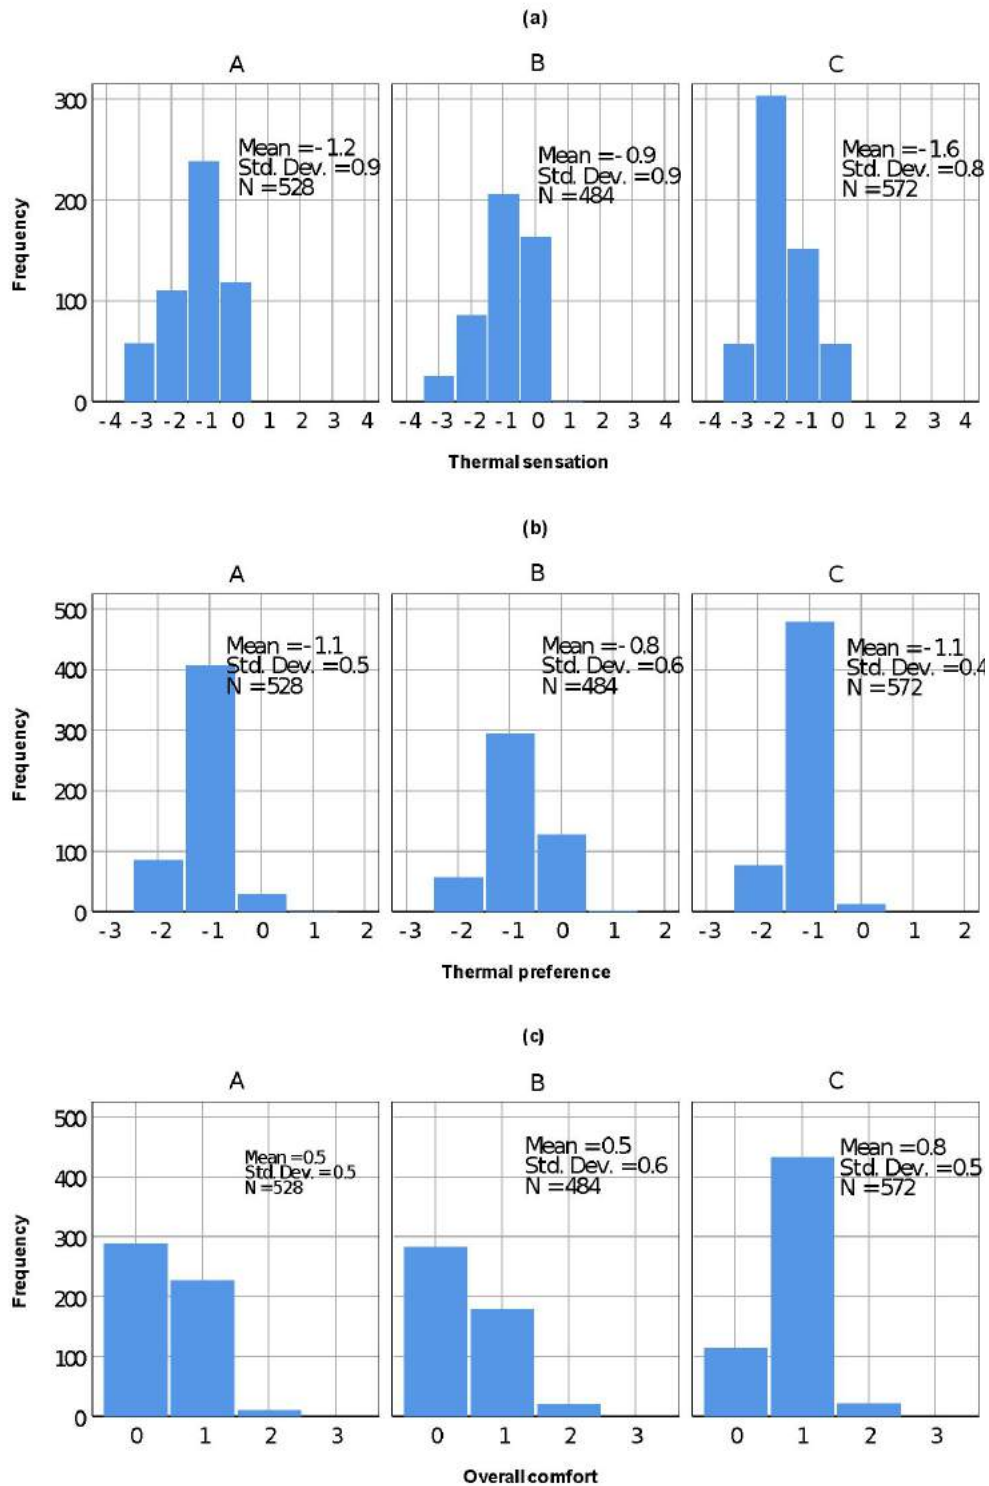 (a)
A B C
Frequency
300
200
100
0
Mean =-1.2
Std. Dev. =0.9
N =528
Mean =-0.9
Std. Dev. =0.9
N =484
Mean =-1.6
Std. Dev. =0.8
N =572
-4 -3 -2 -1 0 1 2 3 4 -4 -3 -2 -1 0 1 2 3 4 -4 -3 -2 -1 0 1 2 3 4
Thermal sensation
(b)
A B C
Frequency
500
400
300
200
100
0
Mean =-1.1
Std. Dev. =0.5
N =528
Mean =-0.8
Std. Dev. =0.6
N =484
Mean =-1.1
Std. Dev. =0.4
N =572
-3 -2 -1 0 1 2 -3 -2 -1 0 1 2 -3 -2 -1 0 1 2
Thermal preference
(c)
A B C
Frequency
500
400
300
200
100
0
Mean =0.5
Std. Dev. =0.5
N =528
Mean =0.5
Std. Dev. =0.6
N =484
Mean =0.8
Std. Dev. =0.5
N =572
0 1 2 3 0 1 2 3 0 1 2 3
Overall comfort